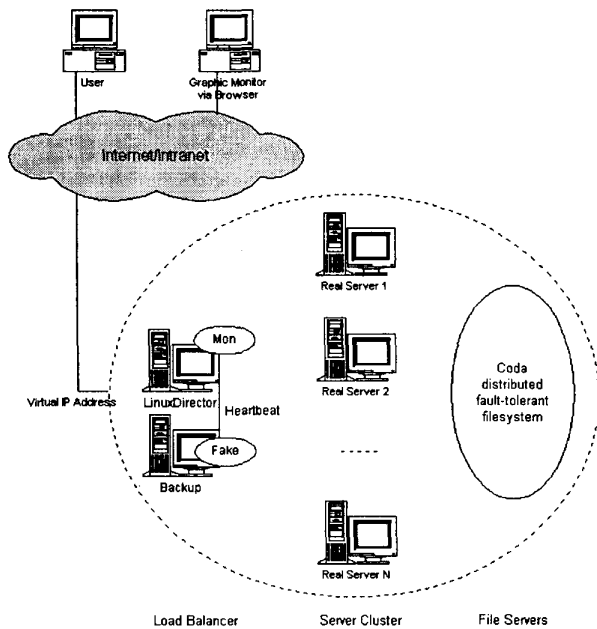 User
Graphic Monitor
via Browser
Internet/Intranet
Real Server 1
Mon
Real Server 2
Coda
distributed
fault-tolerant
filesystem
Virtual IP Address
LinuxDirector
Heartbeat
Fake
Backup
Real Server N
Load Balancer
Server Cluster
File Servers